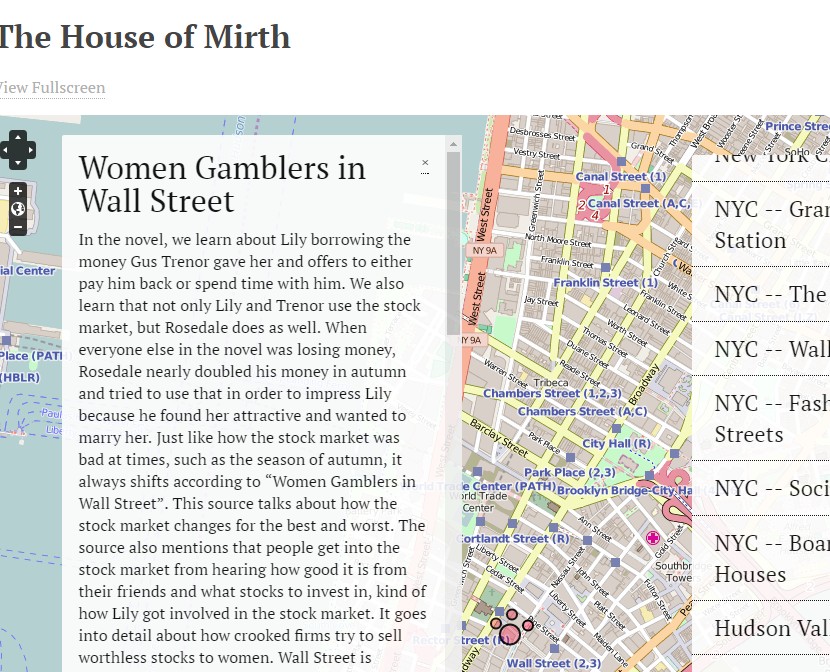 The House of Mirth
View Fullscreen
Women Gamblers in
Wall Street
×
In the novel, we learn about Lily borrowing the
money Gus Trenor gave her and offers to either
pay him back or spend time with him. We also
learn that not only Lily and Trenor use the stock
market, but Rosedale does as well. When
everyone else in the novel was losing money,
Rosedale nearly doubled his money in autumn
and tried to use that in order to impress Lily
because he found her attractive and wanted to
marry her. Just like how the stock market was
bad at times, such as the season of autumn, it
always shifts according to “Women Gamblers in
Wall Street”. This source talks about how the
stock market changes for the best and worst. The
source also mentions that people get into the
stock market from hearing how good it is from
their friends and what stocks to invest in, kind of
how Lily got involved in the stock market. It goes
into detail about how crooked firms try to sell
worthless stocks to women. Wall Street is
ial Center
Place (PATH)
(HBLR)
Desbrosses Street
Vestry Street
Canal Street (1)
1
2
4
Canal Street (A,C,E)
Greenwich Street
West Street
North Moore Street
NY 9A
Franklin Street
Franklin Street (1)
West Street
Jay Street
Leonard Street
Worth Street
Thomas Street
Duane Street
Reade Street
NY 9A
Warren Street
Tribeca
Broadway
Chambers Street (1,2,3)
Chambers Street (A,C)
Barclay Street
Park Place
City Hall (R)
Park Place (2,3)
World Trade Center (PATH)
Brooklyn Bridge-City Ha
World Trade
Center
Ann Street
Cortlandt Street (R)
Gold Street
Liberty Street
Cedar Street
Nassau Street
John Street
Platt Street
Southbr
Towe
Liberty Street
Maiden Lane
Pine Street
Rector Street (R)
Wall Street (2,3)
Thompson
Wooster Street
Greene Street
Prince Stree
SoHo
Church Street
New York C
NYC -- Gran
Station
NYC -- The
NYC -- Wall
NYC -- Fash
Streets
NYC -- Soci
NYC -- Boar
Houses
Hudson Val